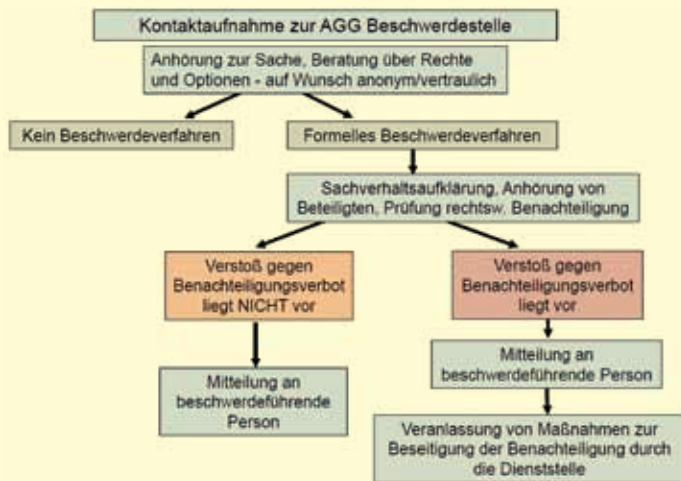 Kontaktaufnahme zur AGG Beschwerdestelle
Anhörung zur Sache, Beratung über Rechte
und Optionen - auf Wunsch anonym/vertraulich
Kein Beschwerdeverfahren
Formelles Beschwerdeverfahren
Sachverhaltsaufklärung, Anhörung von
Beteiligten, Prüfung rechtsw. Benachteiligung
Verstoß gegen
Benachteiligungsverbot
liegt NICHT vor
Verstoß gegen
Benachteiligungsverbot
liegt vor
Mitteilung an
beschwerdeführende
Person
Mitteilung an
beschwerdeführende Person
Veranlassung von Maßnahmen zur
Beseitigung der Benachteiligung durch
die Dienststelle